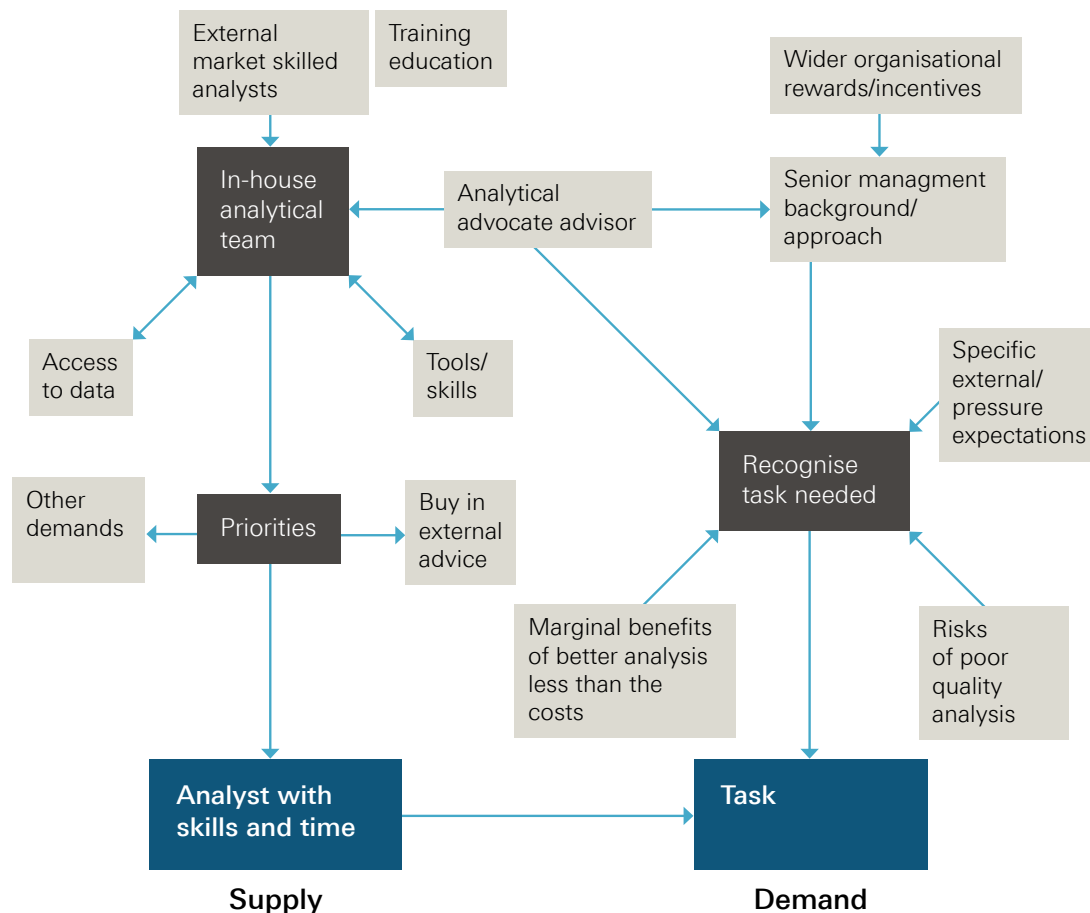 External
market skilled
analysts
Training
education
Wider organisational
rewards/incentives
In-house
analytical
team
Analytical
advocate advisor
Senior managment
background/
approach
Access
to data
Tools/
skills
Specific
external/
pressure
expectations
Other
demands
Priorities
Buy in
external
advice
Recognise
task needed
Marginal benefits
of better analysis
less than the
costs
Risks
of poor
quality
analysis
Analyst with
skills and time
Task
Supply
Demand